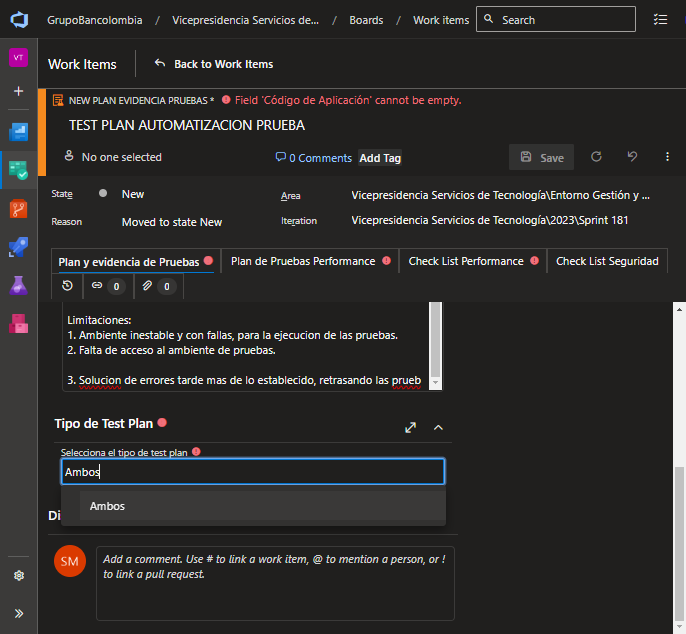 GrupoBancolombia / Vicepresidencia Servicios de... / Boards / Work items
Search
VT
Work Items
Back to Work Items
NEW PLAN EVIDENCIA PRUEBAS * Field 'Código de Aplicación' cannot be empty.
TEST PLAN AUTOMATIZACION PRUEBA
No one selected
0 Comments
Add Tag
Save
State
New
Area
Vicepresidencia Servicios de Tecnología\Entorno Gestión y ...
Reason
Moved to state New
Iteration
Vicepresidencia Servicios de Tecnología\2023\Sprint 181
Plan y evidencia de Pruebas
Plan de Pruebas Performance
Check List Performance
Check List Seguridad
0
0
Limitaciones:
1. Ambiente inestable y con fallas, para la ejecucion de las pruebas.
2. Falta de acceso al ambiente de pruebas.
3. Solucion de errores tarde mas de lo establecido, retrasando las prueb
Tipo de Test Plan
Selecciona el tipo de test plan
Ambos
Ambos
Di
SM
Add a comment. Use # to link a work item, @ to mention a person, or !
to link a pull request.